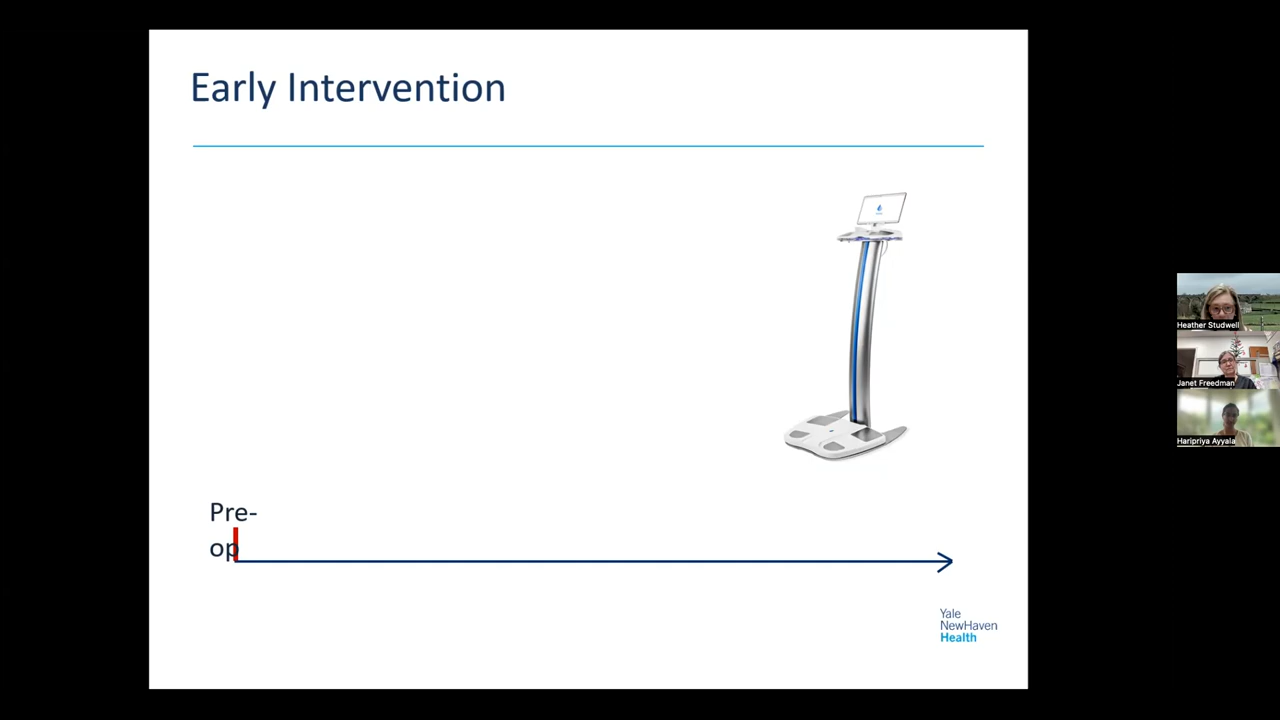 Early Intervention
Pre-
op
Yale
NewHaven
Health
Heather Studwell
Janet Freedman
Haripriya Ayyala